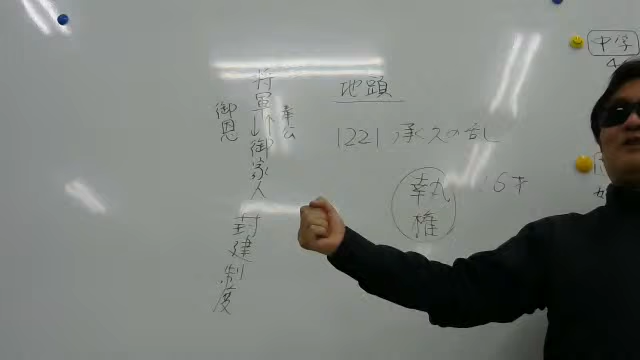 将軍
御恩
奉公
御家人
封建制度
地頭
1221 承久の乱
執権
16才
中学